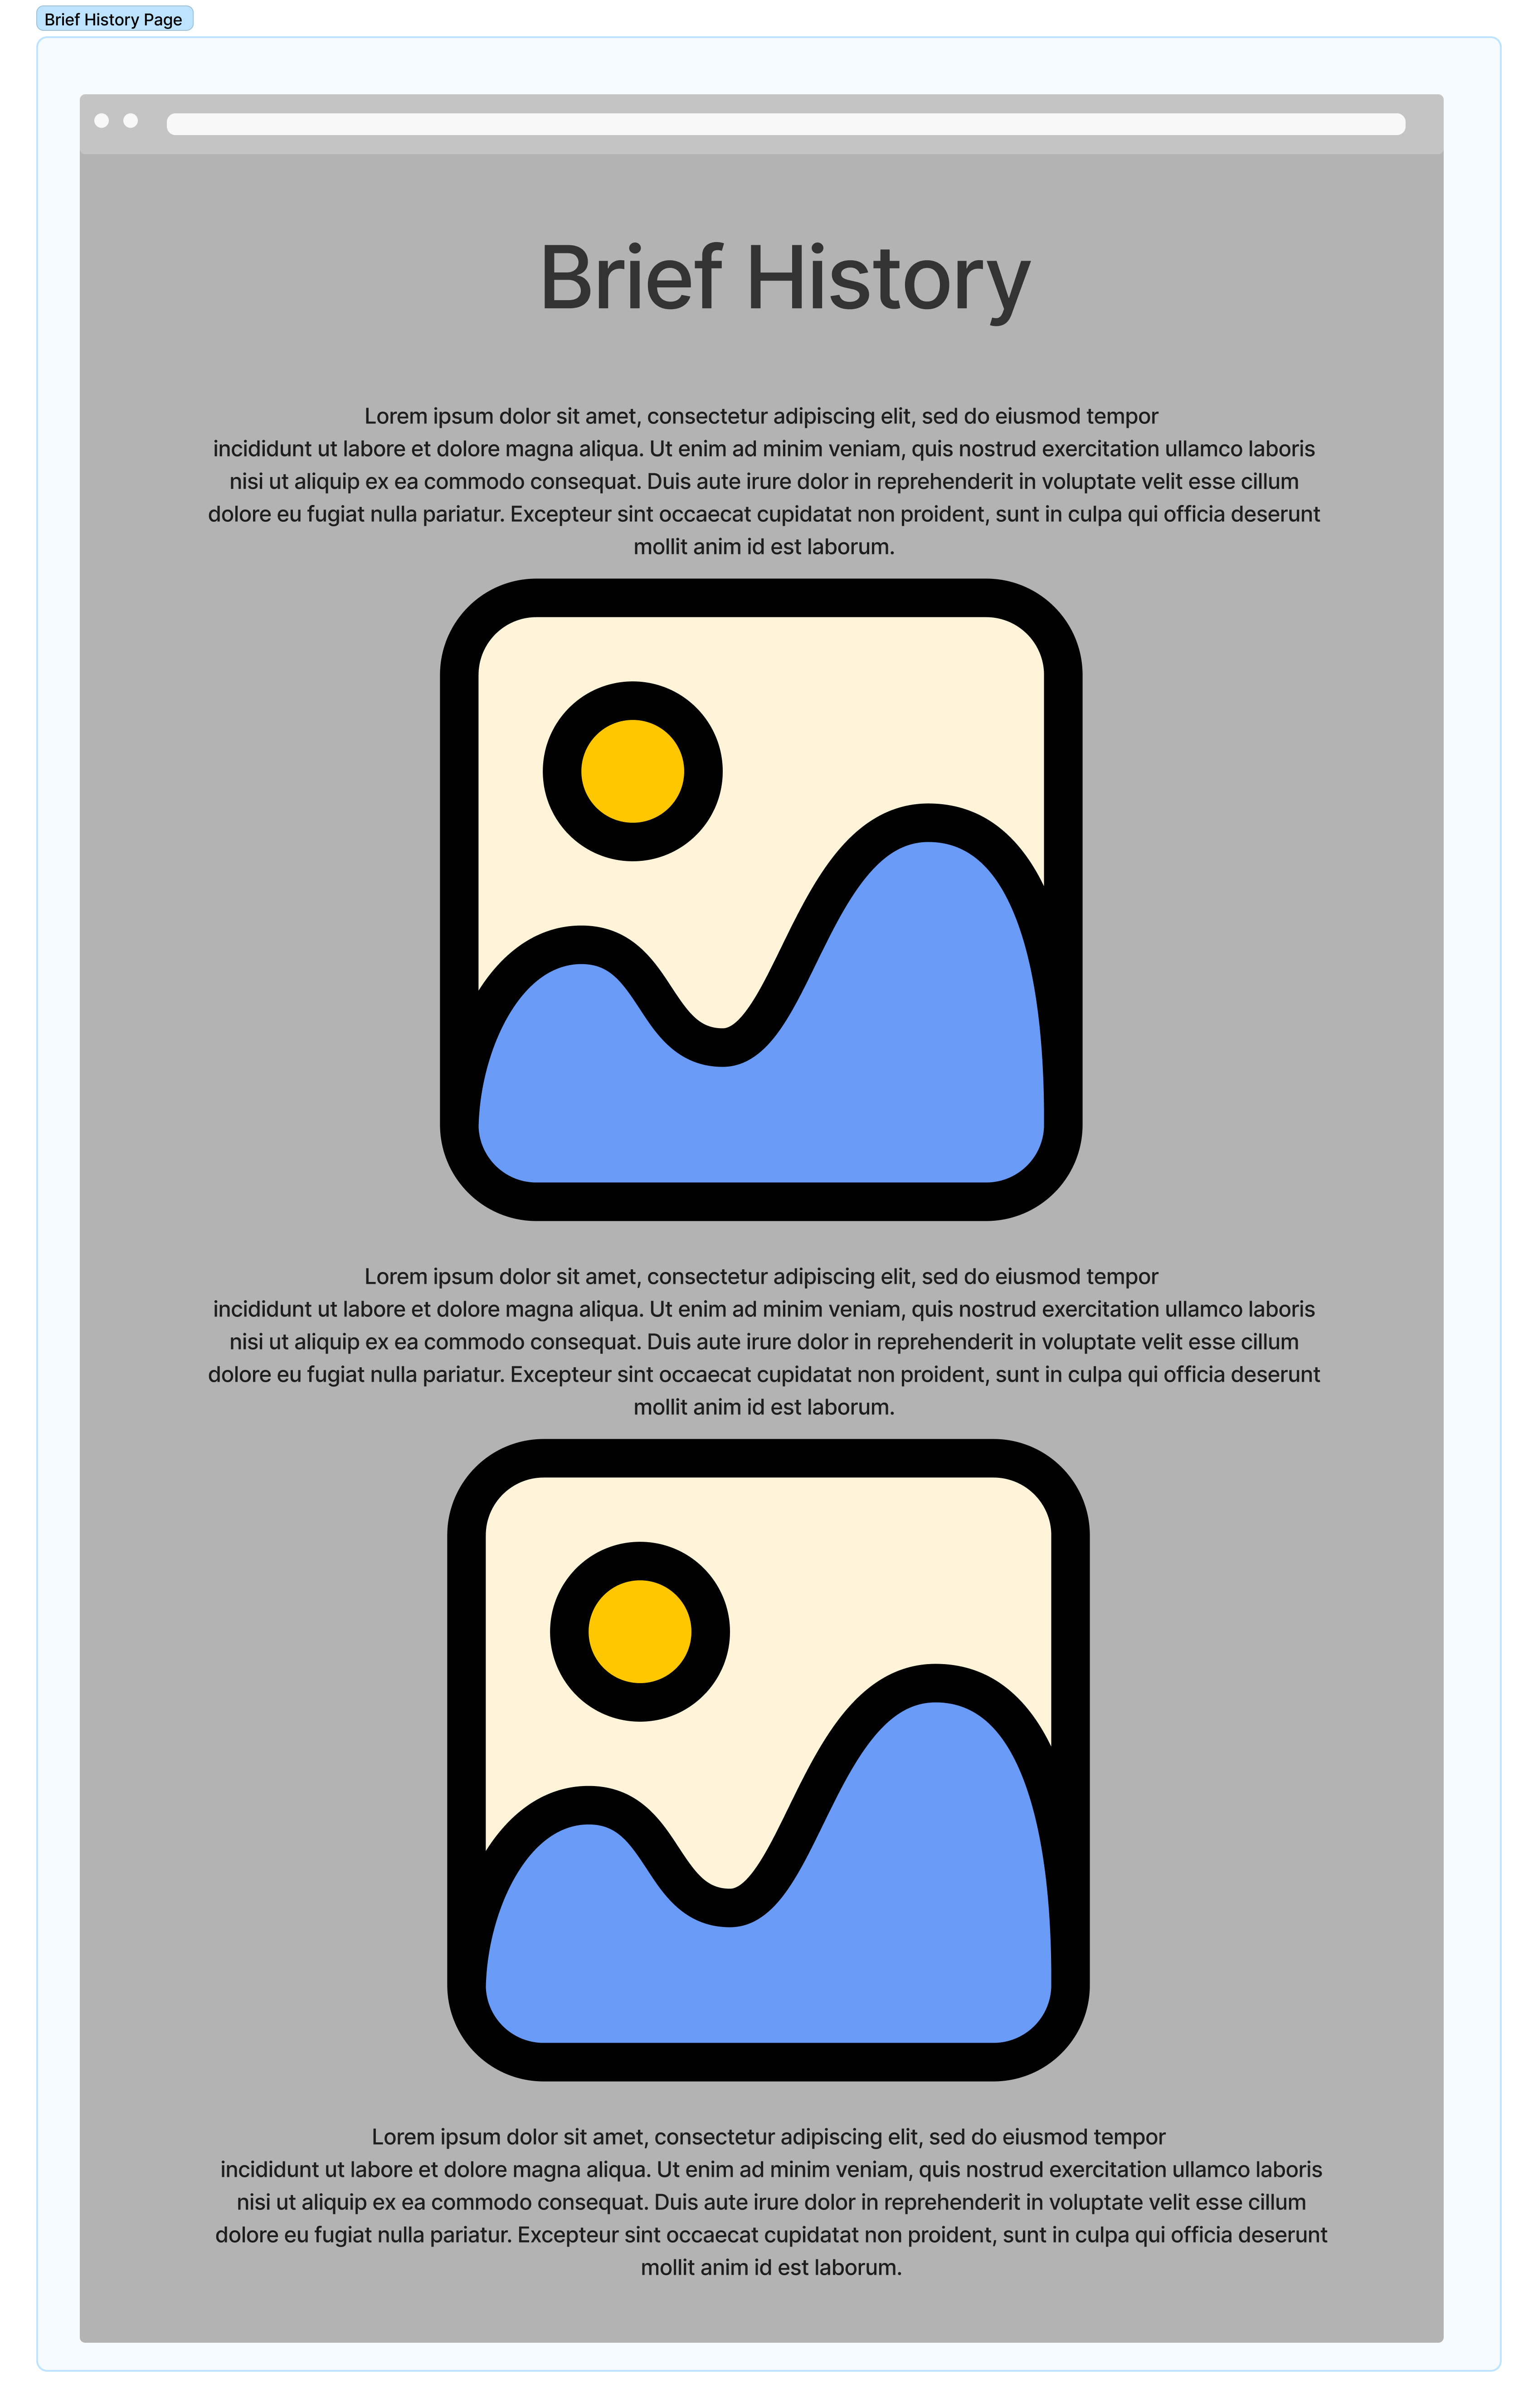 Brief History Page
Brief History
Lorem ipsum dolor sit amet, consectetur adipiscing elit, sed do eiusmod tempor
incididunt ut labore et dolore magna aliqua. Ut enim ad minim veniam, quis nostrud exercitation ullamco laboris
nisi ut aliquip ex ea commodo consequat. Duis aute irure dolor in reprehenderit in voluptate velit esse cillum
dolore eu fugiat nulla pariatur. Excepteur sint occaecat cupidatat non proident, sunt in culpa qui officia deserunt
mollit anim id est laborum.
Lorem ipsum dolor sit amet, consectetur adipiscing elit, sed do eiusmod tempor
incididunt ut labore et dolore magna aliqua. Ut enim ad minim veniam, quis nostrud exercitation ullamco laboris
nisi ut aliquip ex ea commodo consequat. Duis aute irure dolor in reprehenderit in voluptate velit esse cillum
dolore eu fugiat nulla pariatur. Excepteur sint occaecat cupidatat non proident, sunt in culpa qui officia deserunt
mollit anim id est laborum.
Lorem ipsum dolor sit amet, consectetur adipiscing elit, sed do eiusmod tempor
incididunt ut labore et dolore magna aliqua. Ut enim ad minim veniam, quis nostrud exercitation ullamco laboris
nisi ut aliquip ex ea commodo consequat. Duis aute irure dolor in reprehenderit in voluptate velit esse cillum
dolore eu fugiat nulla pariatur. Excepteur sint occaecat cupidatat non proident, sunt in culpa qui officia deserunt
mollit anim id est laborum.